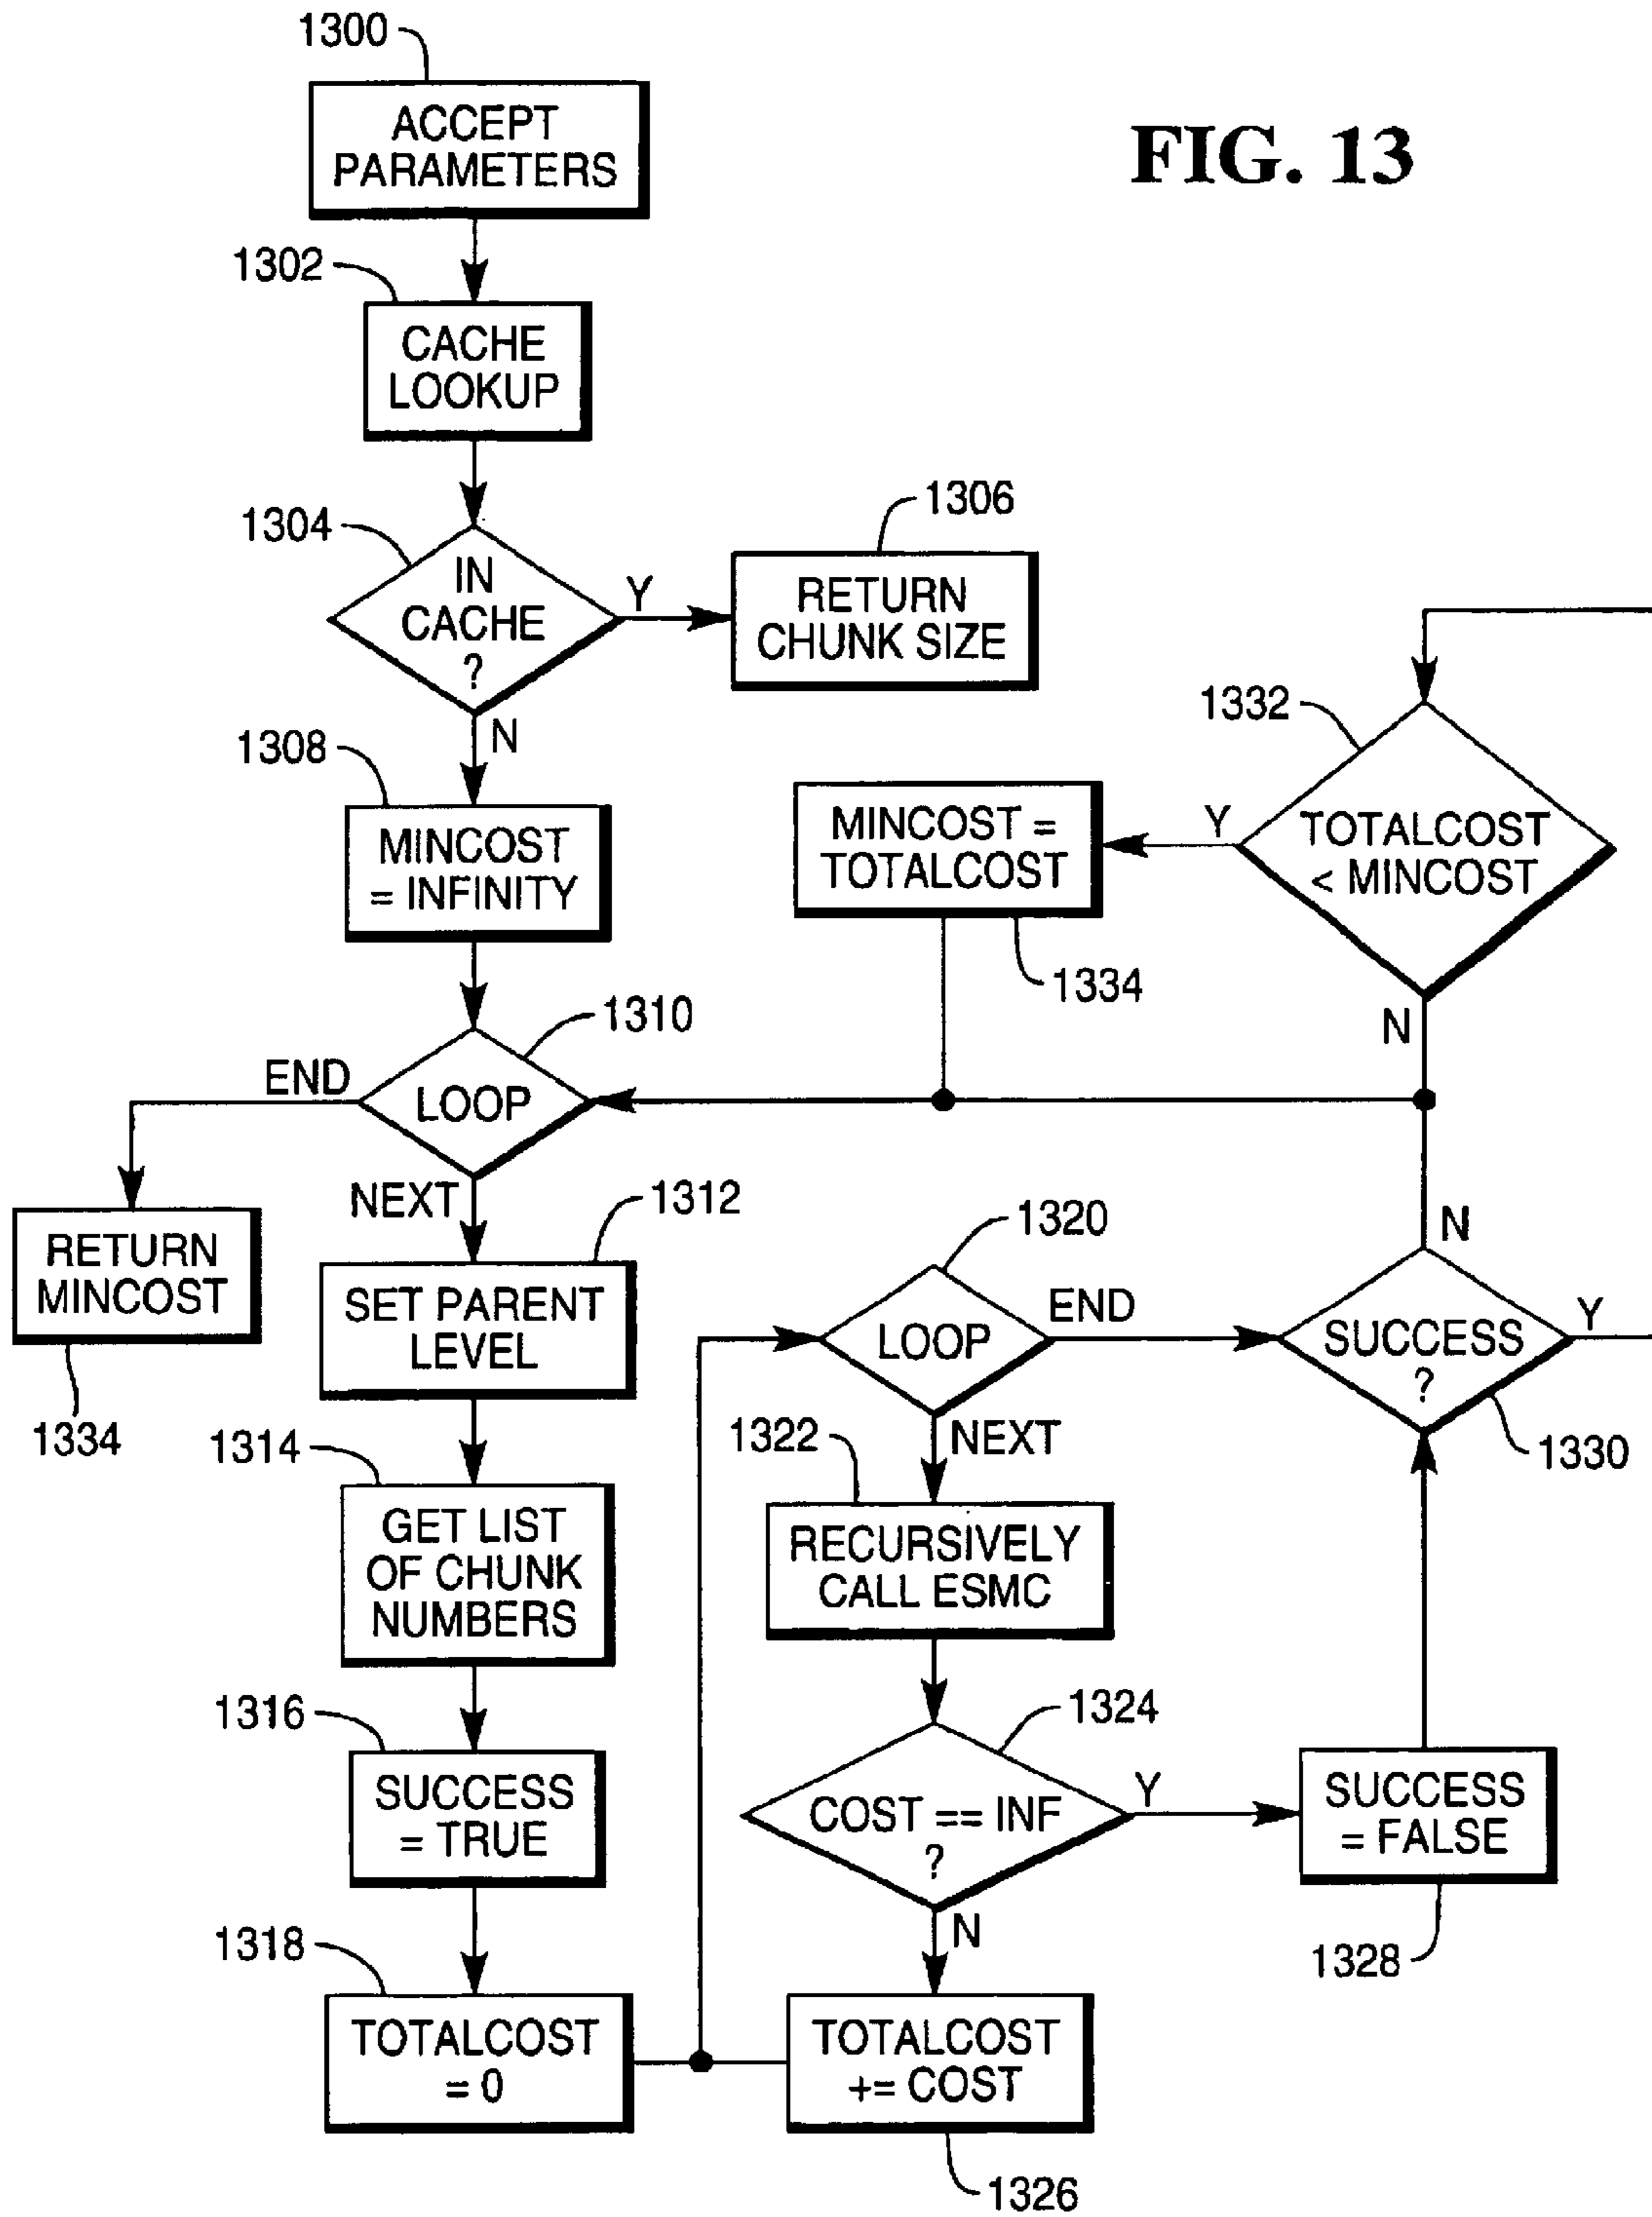 1300
ACCEPT
PARAMETERS
FIG. 13
1302
CACHE
LOOKUP
1304
IN
CACHE
?
Y
1306
RETURN
CHUNK SIZE
N
1308
MINCOST
= INFINITY
1332
TOTALCOST
< MINCOST
Y
MINCOST =
TOTALCOST
1334
N
1310
LOOP
END
RETURN
MINCOST
1334
NEXT
1312
SET PARENT
LEVEL
1314
GET LIST
OF CHUNK
NUMBERS
1316
SUCCESS
= TRUE
1318
TOTALCOST
= 0
1320
LOOP
END
NEXT
1322
RECURSIVELY
CALL ESMC
1324
COST == INF
?
Y
N
TOTALCOST
+= COST
1326
SUCCESS
= FALSE
1328
N
SUCCESS
?
Y
1330